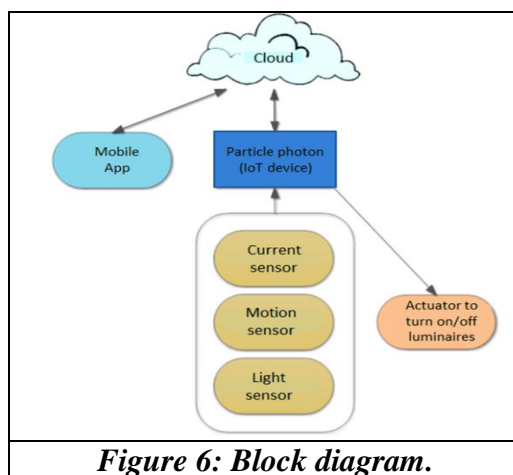 Cloud
Mobile
App
Particle photon
(IoT device)
Current
sensor
Motion
sensor
Light
sensor
Actuator to
turn on/off
luminaires
Figure 6: Block diagram.